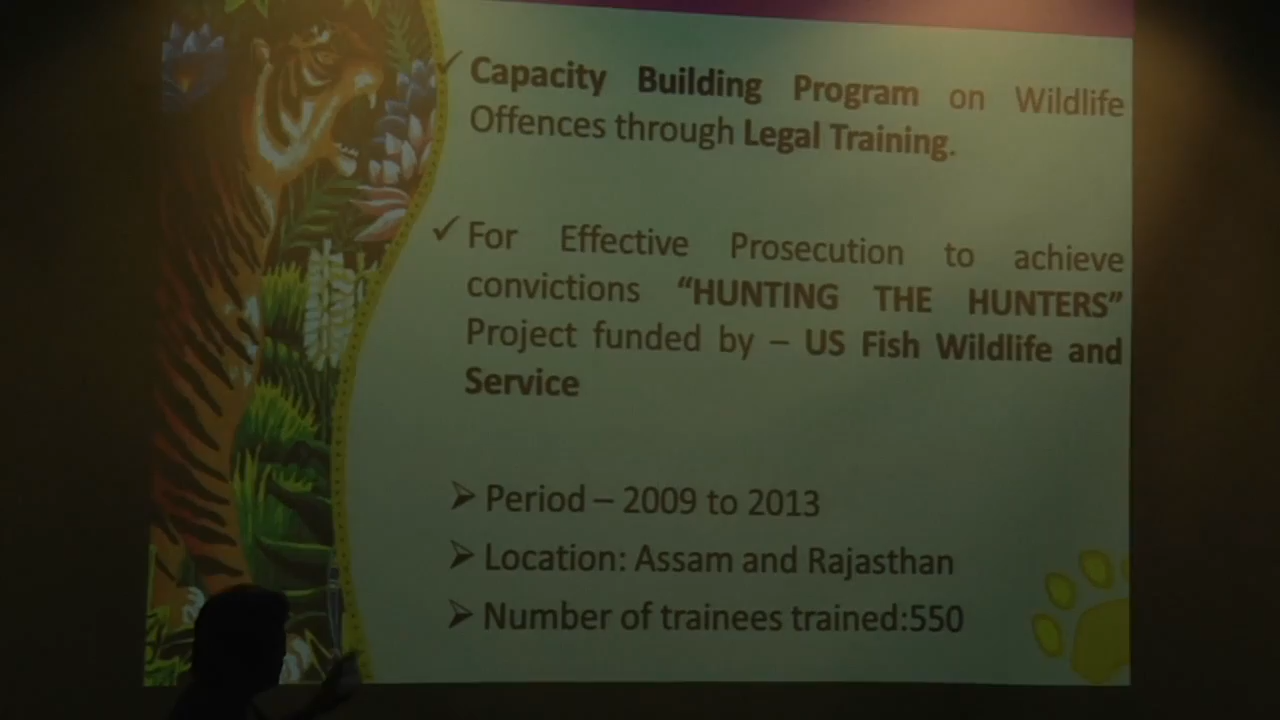 ✓ Capacity Building Program on Wildlife
Offences through Legal Training.
✓ For Effective Prosecution to achieve
convictions “HUNTING THE HUNTERS”
Project funded by – US Fish Wildlife and
Service
➢ Period – 2009 to 2013
➢ Location: Assam and Rajasthan
➢ Number of trainees trained:550